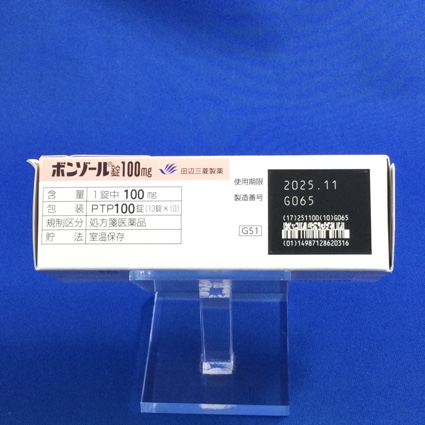 ボンゾール®錠100mg 田辺三菱製薬
含 量 1錠中 100 mg
包 装 PTP100錠(10錠×10)
規制区分 処方箋医薬品
貯 法 室温保存
使用期限 2025.11
製造番号 G065
GS1
(17)251100(10)G065
(01)14987128620316